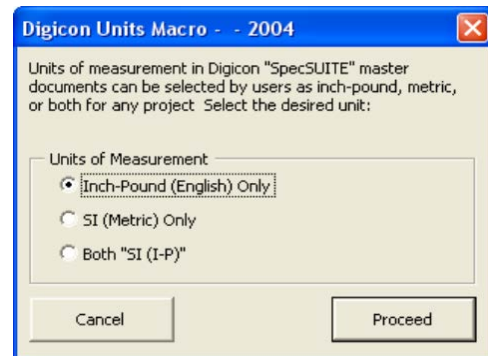 Digicon Units Macro - - 2004
Units of measurement in Digicon "SpecSUITE" master
documents can be selected by users as inch-pound, metric,
or both for any project  Select the desired unit:
Units of Measurement
Inch-Pound (English) Only
SI (Metric) Only
Both "SI (I-P)"
Cancel
Proceed